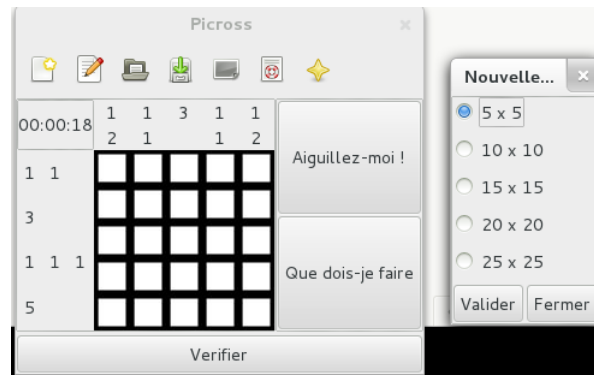 Picross
Nouvelle...
00:00:18
1 1 3 1 1
2 1 1 2
1 1
3
1 1 1
5
Aiguillez-moi !
Que dois-je faire
Verifier
5 x 5
10 x 10
15 x 15
20 x 20
25 x 25
Valider Fermer